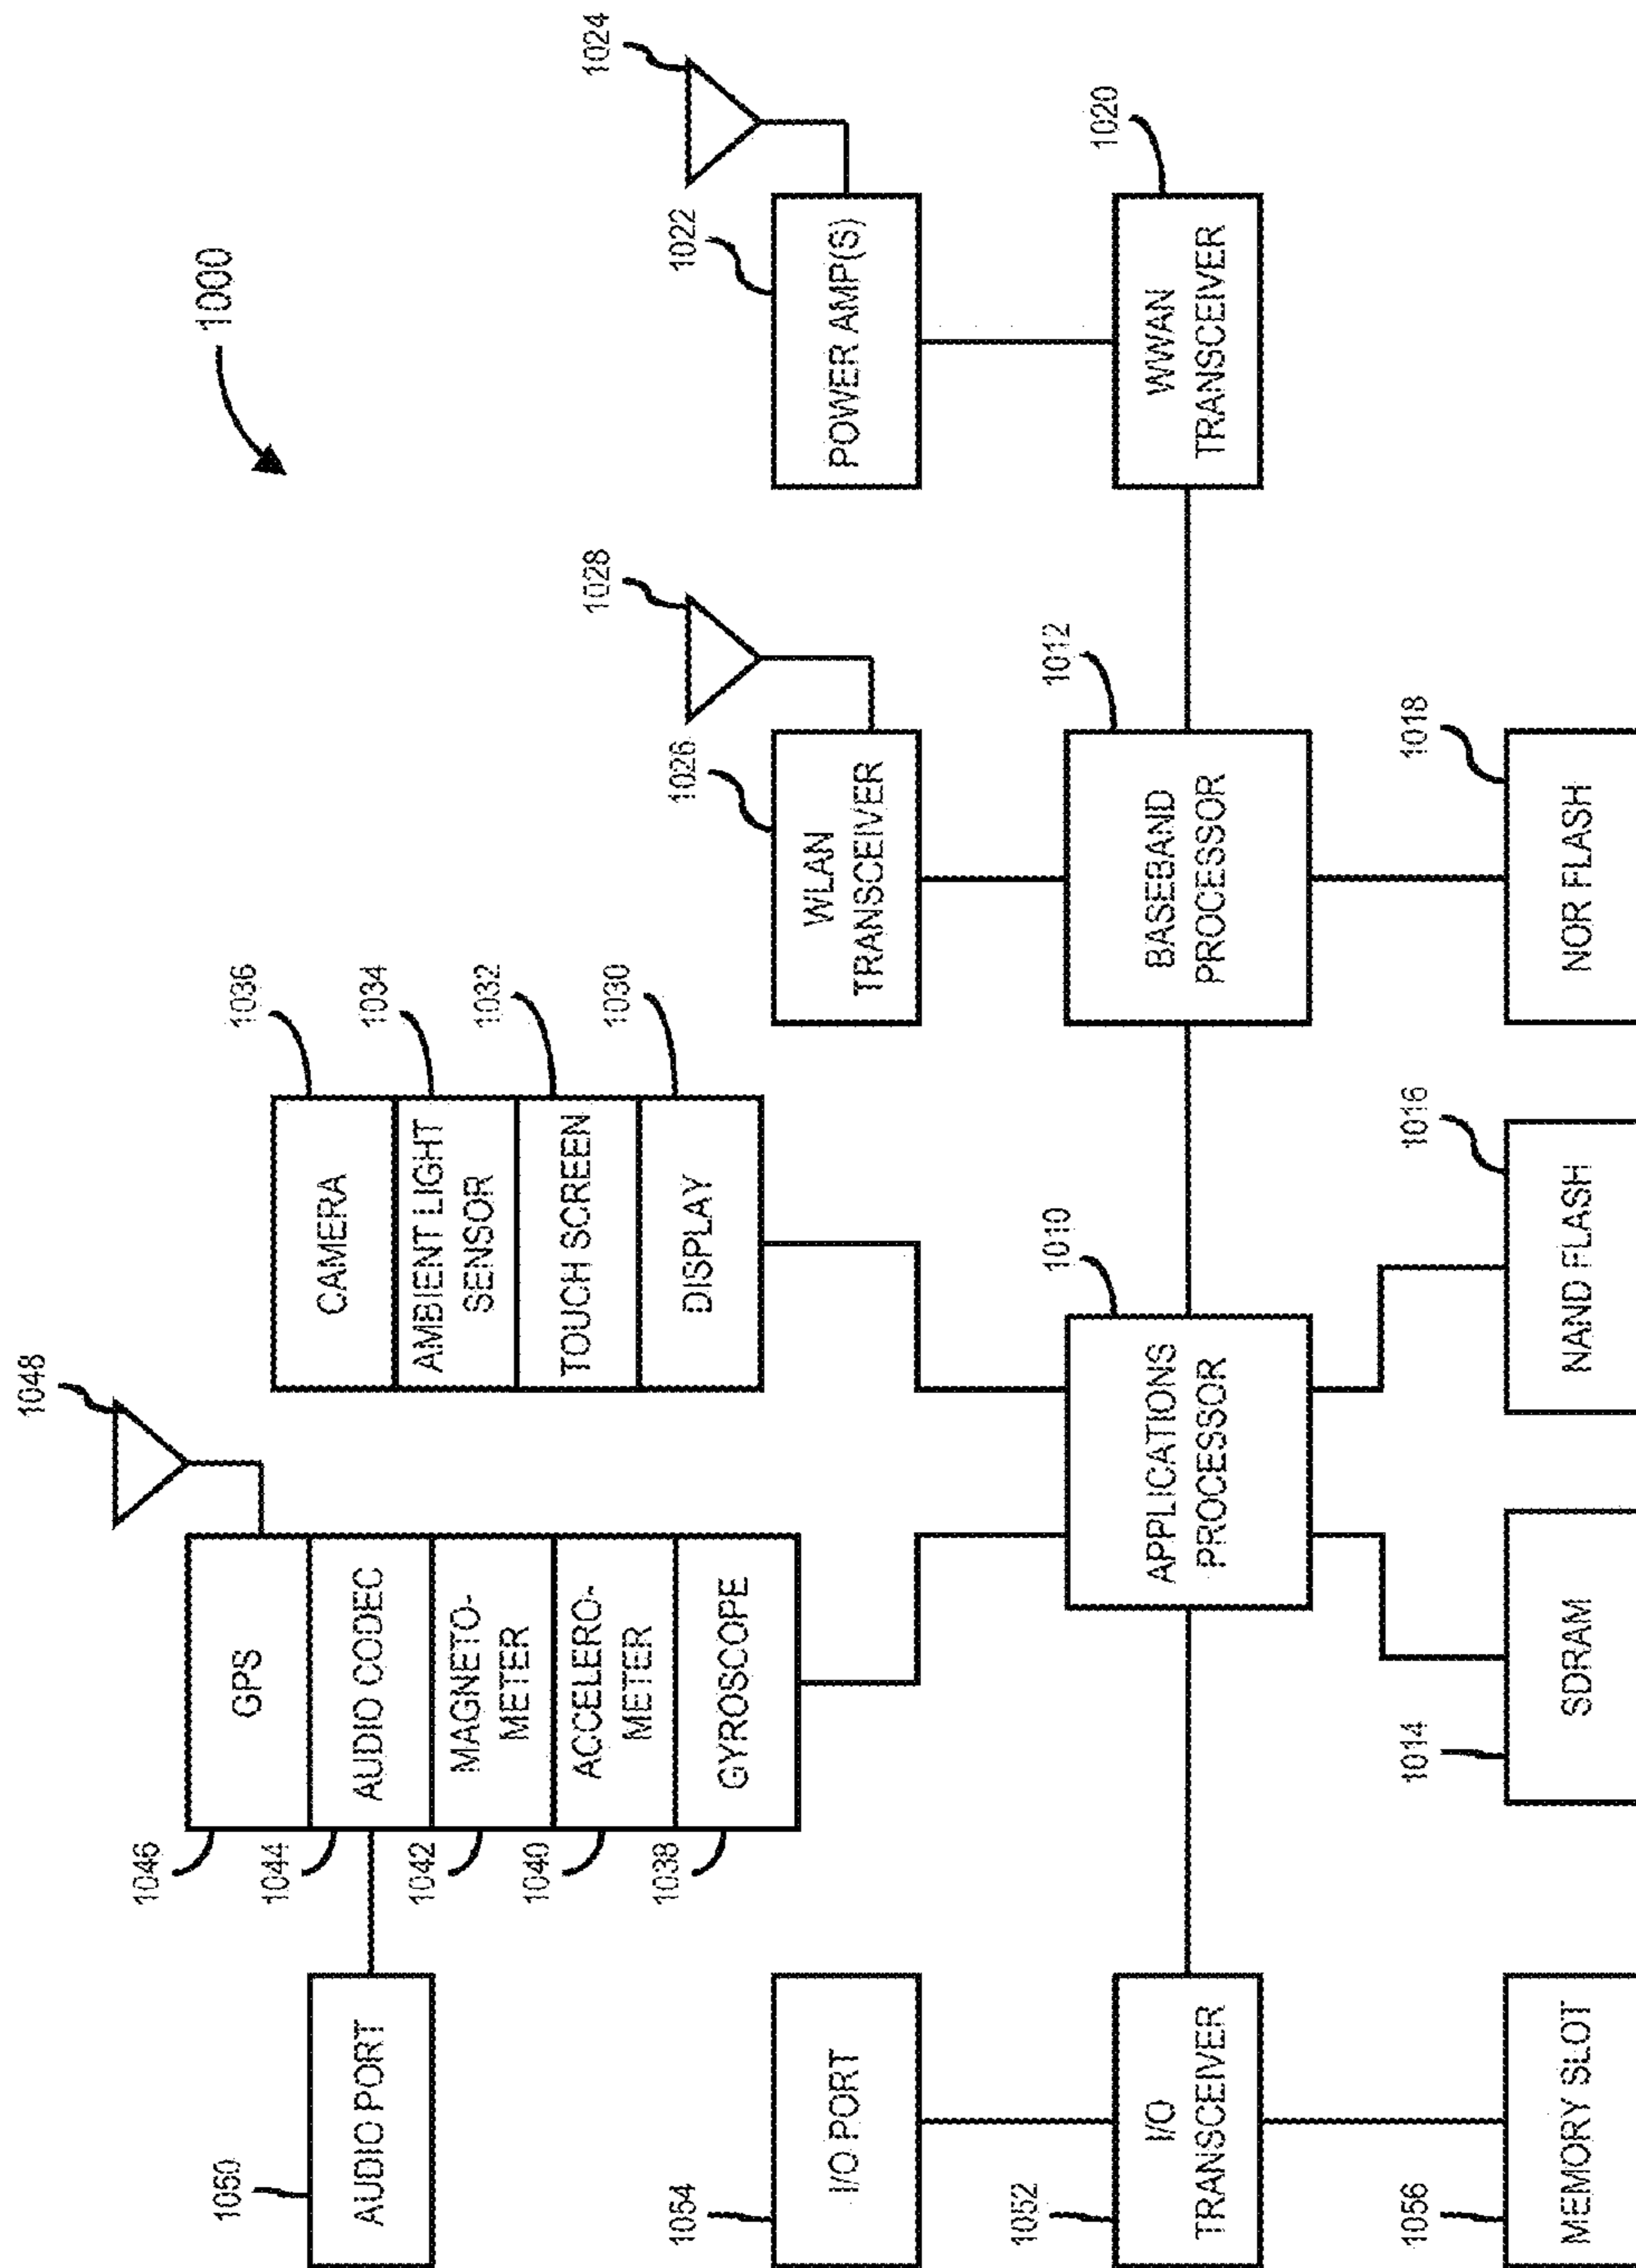 1000
1048
GPS
1046
AUDIO CODEC
1044
MAGNETO-
METER
1042
ACCELERO-
METER
1040
GYROSCOPE
1038
AUDIO PORT
1050
CAMERA
1036
AMBIENT LIGHT
SENSOR
1034
TOUCH SCREEN
1032
DISPLAY
1030
1028
1024
I/O PORT
1054
WLAN
TRANSCEIVER
1026
POWER AMP(S)
1022
I/O
TRANSCEIVER
1052
APPLICATIONS
PROCESSOR
1010
BASEBAND
PROCESSOR
1012
WWAN
TRANSCEIVER
1020
MEMORY SLOT
1056
SDRAM
1014
NAND FLASH
1016
NOR FLASH
1018